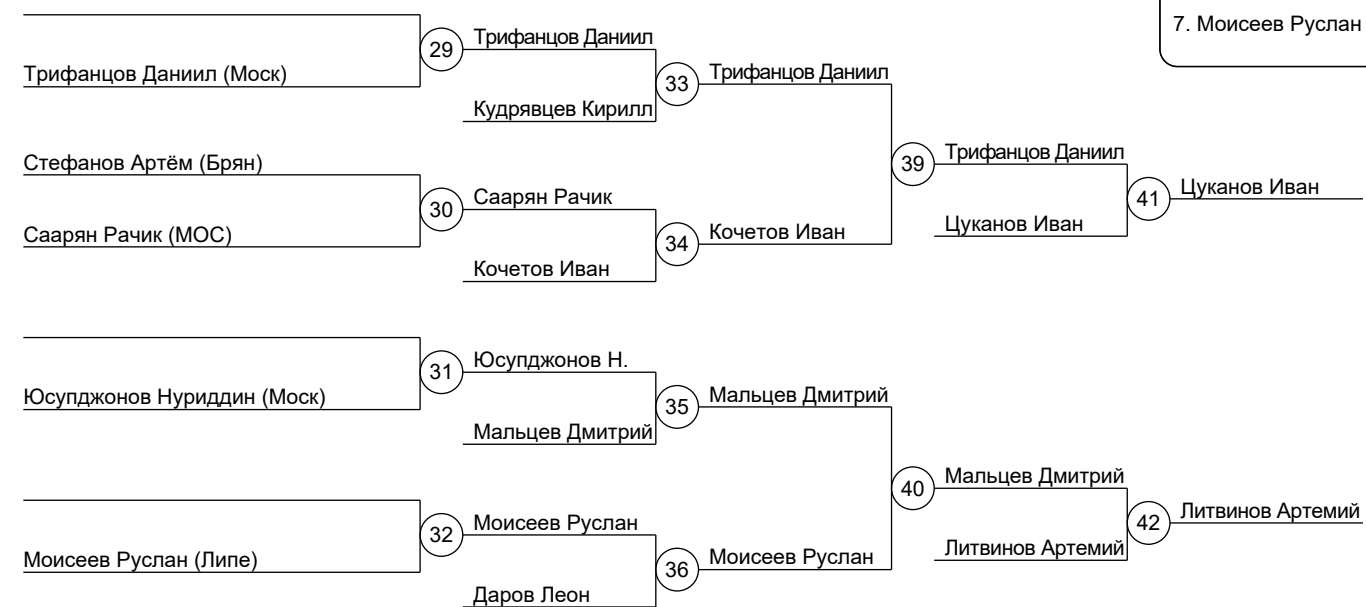 7. Моисеев Руслан
29
Трифанцов Даниил
Трифанцов Даниил (Моск)
33
Трифанцов Даниил
Кудрявцев Кирилл
Стефанов Артём (Брян)
39
Трифанцов Даниил
30
Саарян Рачик
41
Цуканов Иван
Саарян Рачик (МОС)
34
Кочетов Иван
Цуканов Иван
Кочетов Иван
31
Юсупджонов Н.
Юсупджонов Нуриддин (Моск)
35
Мальцев Дмитрий
Мальцев Дмитрий
40
Мальцев Дмитрий
32
Моисеев Руслан
42
Литвинов Артемий
Моисеев Руслан (Липе)
36
Моисеев Руслан
Литвинов Артемий
Даров Леон